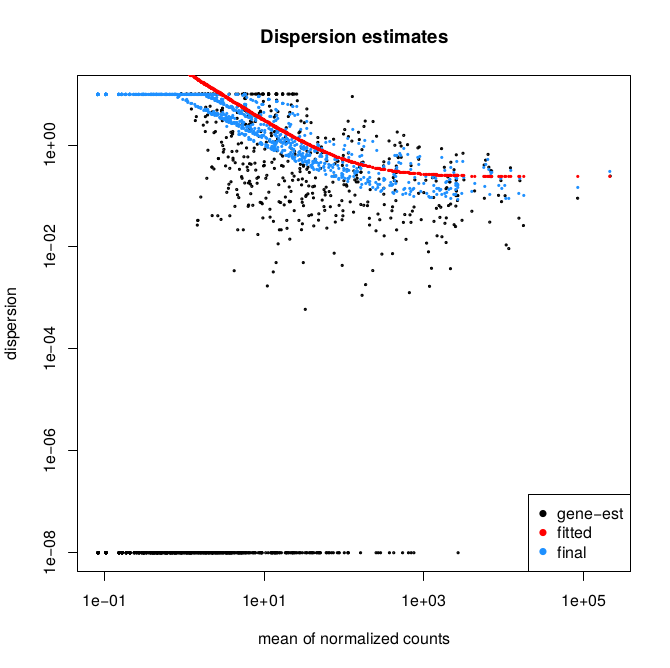 Dispersion estimates
dispersion
1e+00
1e−02
1e−04
1e−06
1e−08
gene−est
fitted
final
1e−01
1e+01
1e+03
1e+05
mean of normalized counts